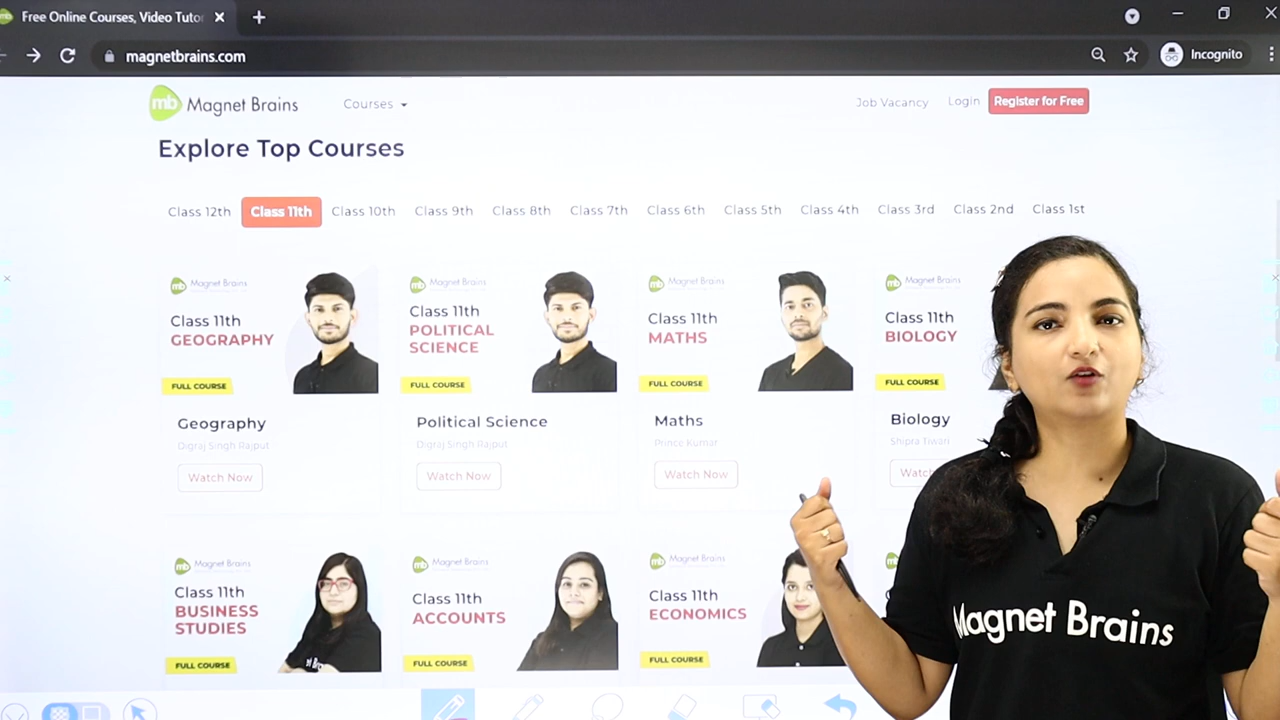 Free Online Courses, Video Tutor
magnetbrains.com
Incognito
mb Magnet Brains
Courses
Job Vacancy
Login
Register for Free
Explore Top Courses
Class 12th
Class 11th
Class 10th
Class 9th
Class 8th
Class 7th
Class 6th
Class 5th
Class 4th
Class 3rd
Class 2nd
Class 1st
Magnet Brains
Class 11th
GEOGRAPHY
FULL COURSE
Geography
Digraj Singh Rajput
Watch Now
Magnet Brains
Class 11th
POLITICAL
SCIENCE
FULL COURSE
Political Science
Digraj Singh Rajput
Watch Now
Magnet Brains
Class 11th
MATHS
FULL COURSE
Maths
Prince Kumar
Watch Now
Magnet Brains
Class 11th
BIOLOGY
FULL COURSE
Biology
Shipra Tiwari
Watch
Magnet Brains
Class 11th
BUSINESS
STUDIES
FULL COURSE
Magnet Brains
Class 11th
ACCOUNTS
FULL COURSE
Magnet Brains
Class 11th
ECONOMICS
FULL COURSE
Magnet Brains